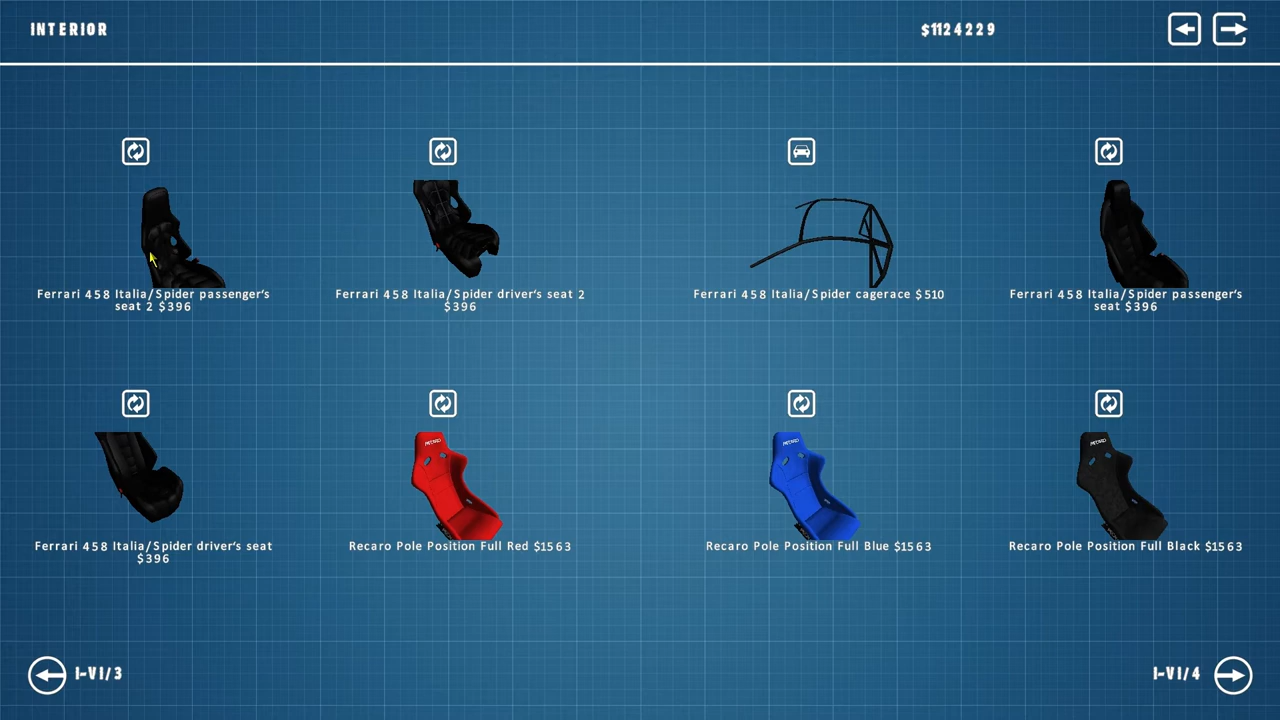 INTERIOR
$1124229
Ferrari 458 Italia/Spider passenger's
seat 2 $396
Ferrari 458 Italia/Spider driver's seat 2
$396
Ferrari 458 Italia/Spider cagerace $510
Ferrari 458 Italia/Spider passenger's
seat $396
RECARO
RECARO
RECARO
Ferrari 458 Italia/Spider driver's seat
$396
Recaro Pole Position Full Red $1563
Recaro Pole Position Full Blue $1563
Recaro Pole Position Full Black $1563
I-VI/3
I-VI/4